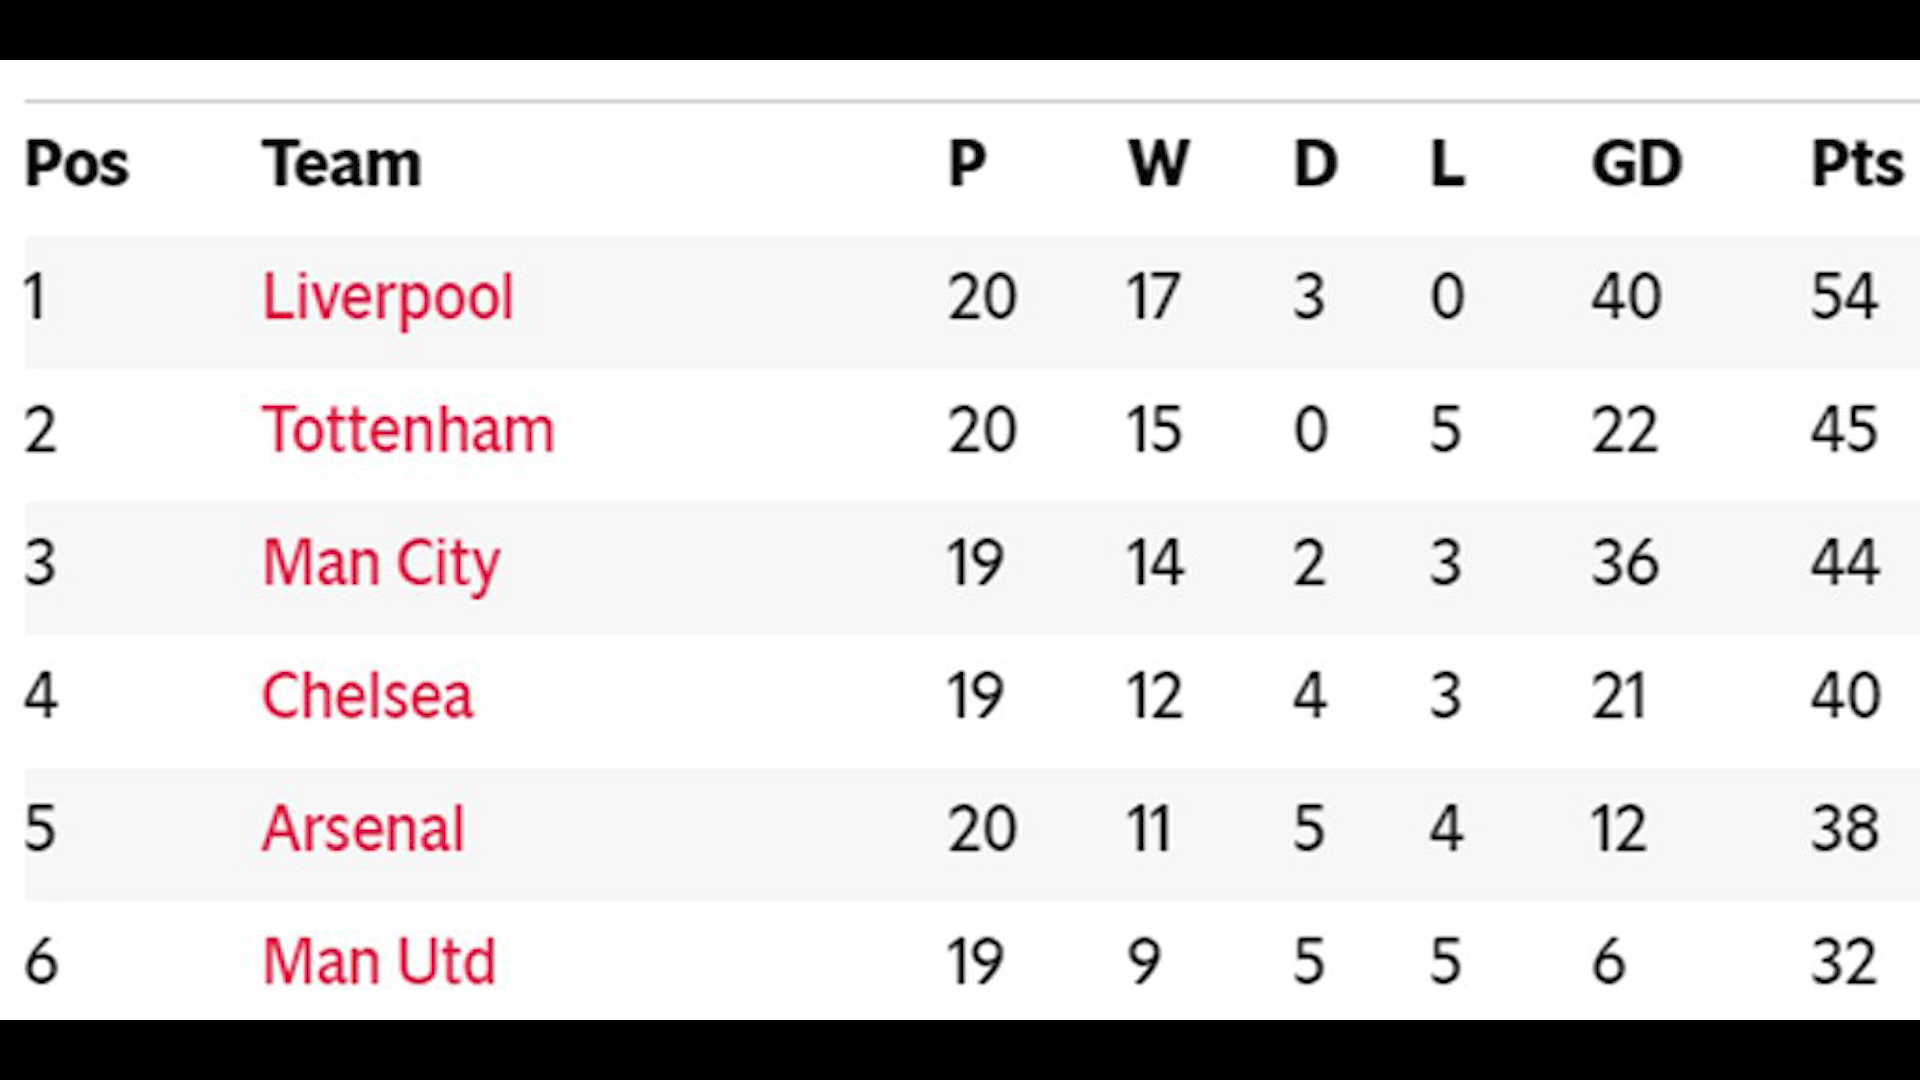 Pos Team P W D L GD Pts
1 Liverpool 20 17 3 0 40 54
2 Tottenham 20 15 0 5 22 45
3 Man City 19 14 2 3 36 44
4 Chelsea 19 12 4 3 21 40
5 Arsenal 20 11 5 4 12 38
6 Man Utd 19 9 5 5 6 32